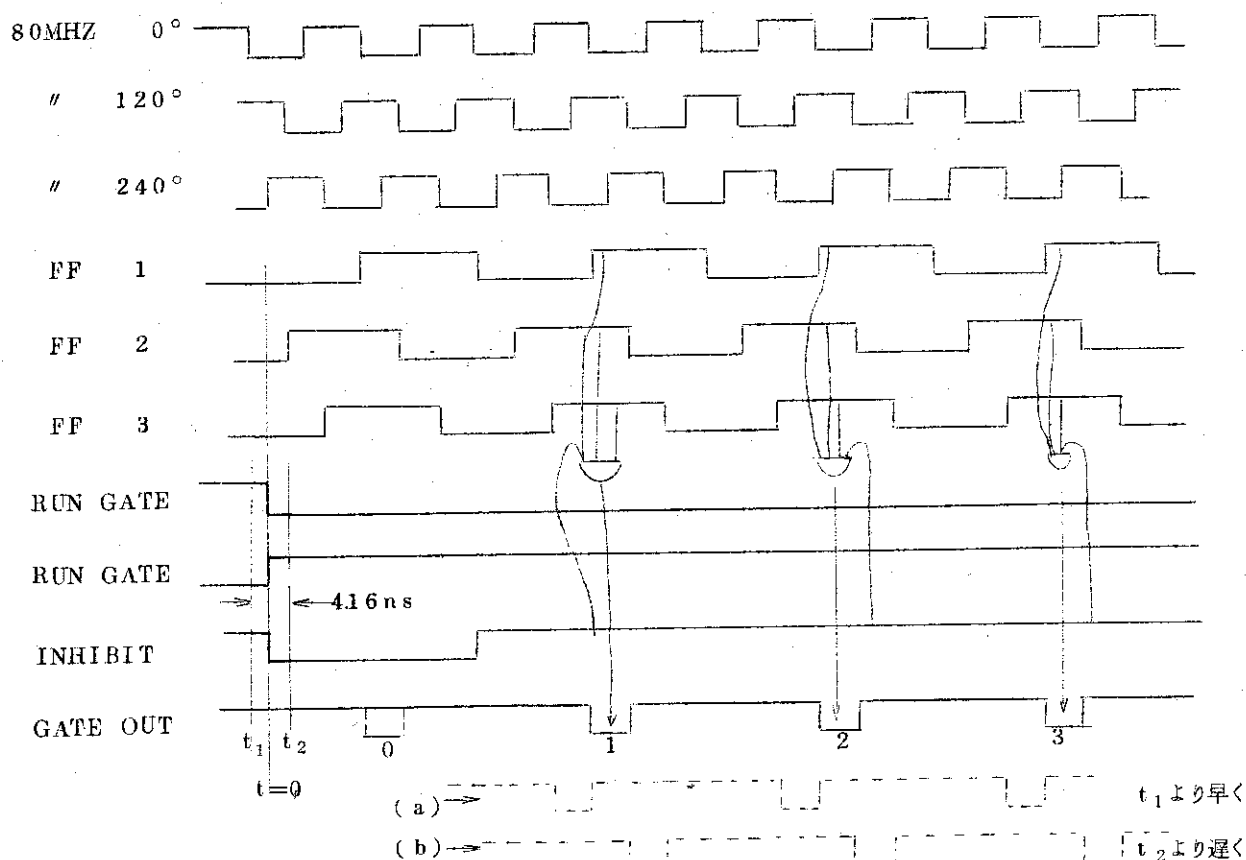 80MHZ 0°
〃 120°
〃 240°
FF 1
FF 2
FF 3
RUN GATE
RUN GATE
4.16ns
INHIBIT
GATE OUT
t₁ t₂ 0 1 2 3
t=0
(a) t₁より早く
(b) t₂より遅く